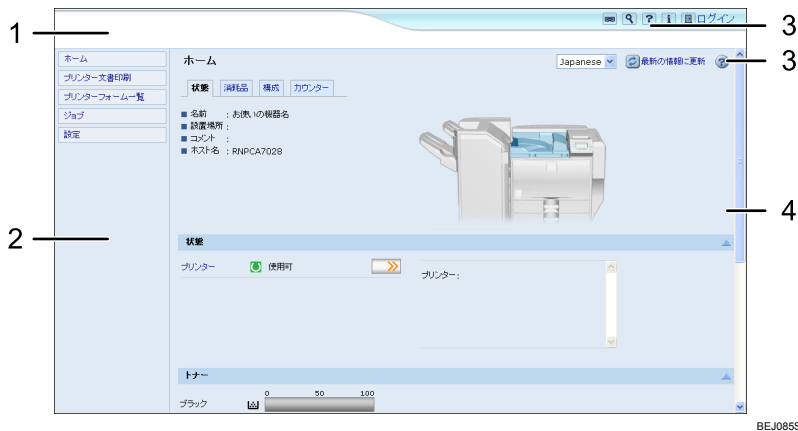 1
ログイン
3
ホーム
プリンター文書印刷
プリンターフォーム一覧
ジョブ
設定
ホーム
Japanese
最新の情報に更新
3
状態
消耗品
構成
カウンター
名前 : お使いの機器名
設置場所 :
コメント :
ホスト名 : RNPCA7028
4
2
状態
プリンター
使用可
プリンター :
トナー
ブラック
0 50 100
BEJ085S